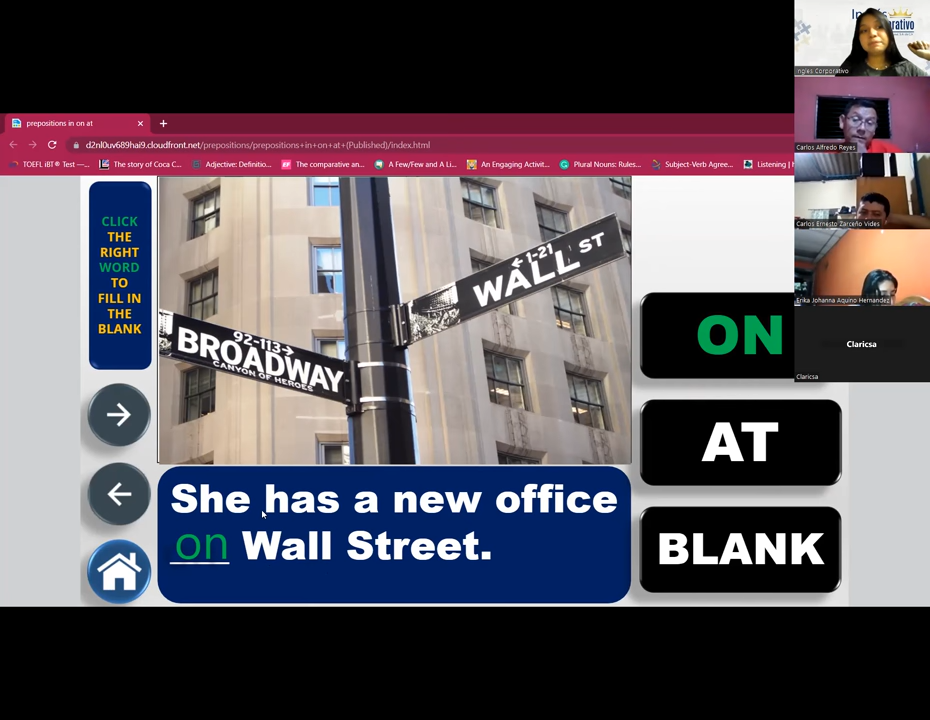 prepositions in on at
d2nl0uv689hai9.cloudfront.net/prepositions/prepositions+in+on+at+(Published)/index.html
TOEFL iBT® Test —...
The story of Coca C...
Adjective: Definitio...
The comparative an...
A Few/Few and A Li...
An Engaging Activit...
Plural Nouns: Rules...
Subject-Verb Agree...
Listening |
CLICK
THE
RIGHT
WORD
TO
FILL IN
THE
BLANK
1-21
WALL ST
92-113
BROADWAY
CANYON OF HEROES
She has a new office
on Wall Street.
ON
AT
BLANK
Ingles Corporativo
Carlos Alfredo Reyes
Carlos Ernesto Zarceño Vides
Erika Johanna Aquino Hernandez
Claricsa
Claricsa